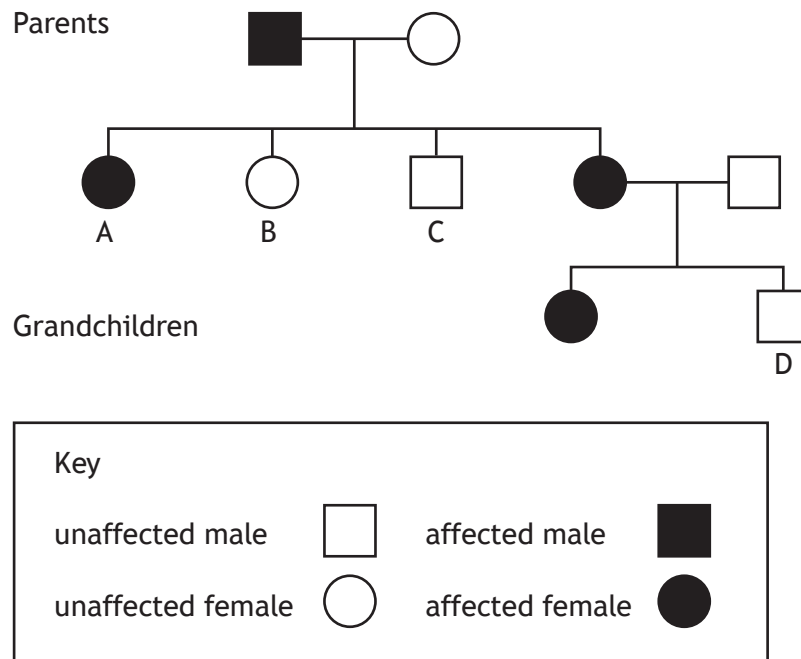 Parents
A B C
Grandchildren
D
Key
unaffected male affected male
unaffected female affected female